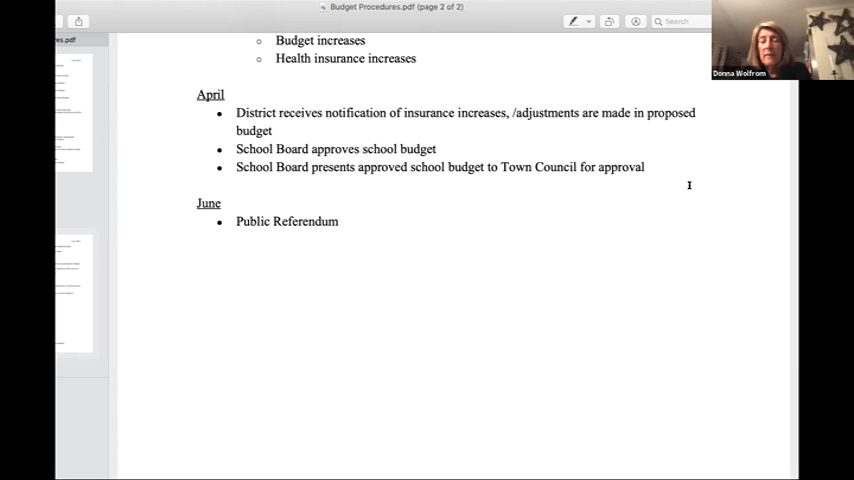 Budget Procedures.pdf (page 2 of 2)
Search
es.pdf
Donna Wolfrom
Budget increases
Health insurance increases
April
District receives notification of insurance increases, /adjustments are made in proposed
budget
School Board approves school budget
School Board presents approved school budget to Town Council for approval
June
Public Referendum